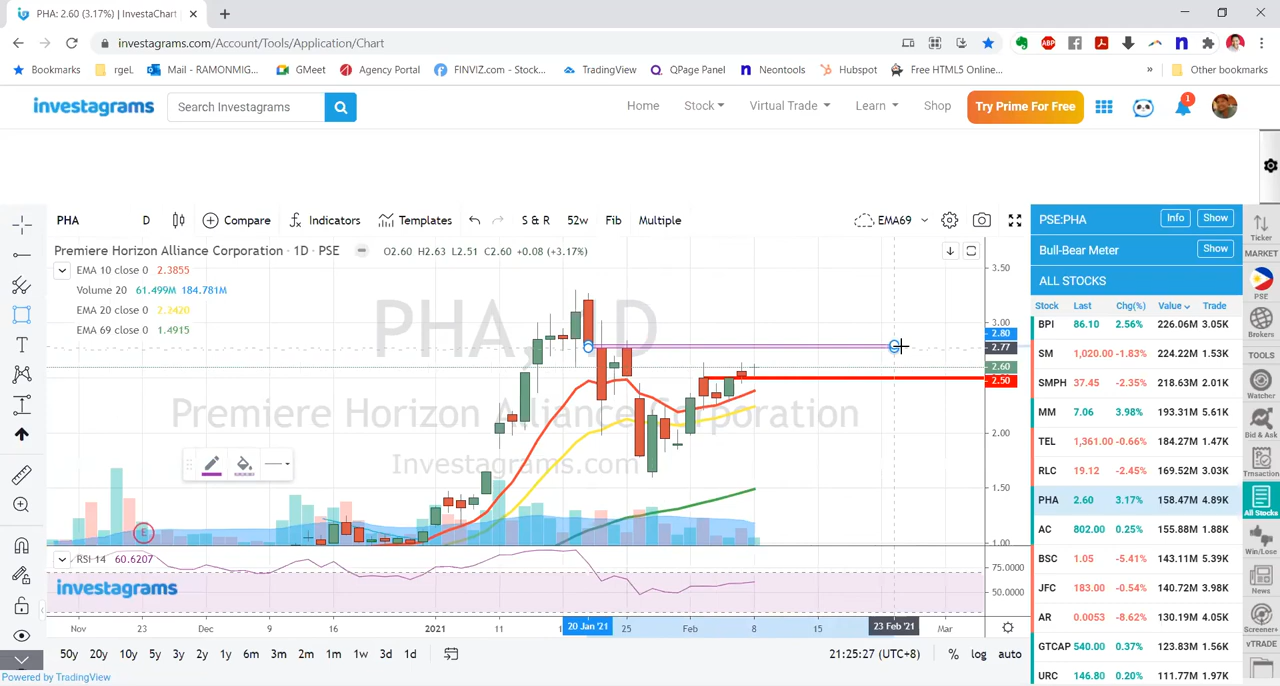 PHA: 2.60 (3.17%) | InvestaChart
investagrams.com/Account/Tools/Application/Chart
Bookmarks rgeL Mail - RAMONMIG... GMeet Agency Portal FINVIZ.com - Stock... TradingView QPage Panel Neontools Hubspot Free HTML5 Online... » Other bookmarks
investagrams Search Investagrams Home Stock Virtual Trade Learn Shop Try Prime For Free 1
PHA D Compare Indicators Templates S & R 52w Fib Multiple EMA69
Premiere Horizon Alliance Corporation · 1D · PSE O2.60 H2.63 L2.51 C2.60 +0.08 (+3.17%)
EMA 10 close 0 2.3855
Volume 20 61.499M 184.781M
EMA 20 close 0 2.2420
EMA 69 close 0 1.4915
PHA, 1D
Premiere Horizon Alliance Corporation
Investagrams.com
3.50
3.00
2.80
2.77
2.60
2.50
2.00
1.50
1.00
E
RSI 14 60.6207
investagrams
75.0000
50.0000
Nov 23 Dec 9 16 2021 11 20 Jan '21 25 Feb 8 15 23 Feb '21 Mar
50y 20y 10y 5y 3y 2y 1y 6m 3m 2m 1m 1w 3d 1d 21:25:27 (UTC+8) % log auto
Powered by TradingView
PSE:PHA Info Show
Bull-Bear Meter Show
ALL STOCKS
Stock Last Chg(%) Value Trade
BPI 86.10 2.56% 226.06M 3.05K
SM 1,020.00 -1.83% 224.22M 1.53K
SMPH 37.45 -2.35% 218.63M 2.01K
MM 7.06 3.98% 193.31M 5.61K
TEL 1,361.00 -0.66% 184.27M 1.47K
RLC 19.12 -2.45% 169.52M 3.03K
PHA 2.60 3.17% 158.47M 4.89K
AC 802.00 0.25% 155.88M 1.88K
BSC 1.05 -5.41% 143.11M 5.39K
JFC 183.00 -0.54% 140.72M 3.98K
AR 0.0053 -8.62% 130.19M 4.05K
GTCAP 540.00 0.37% 123.83M 1.56K
URC 146.80 0.20% 111.77M 1.97K
Ticker
MARKET
PSE
Brokers
TOOLS
Watcher
Bid & Ask
Trnsaction
All Stocks
Win/Lose
News
Screener+
vTRADE